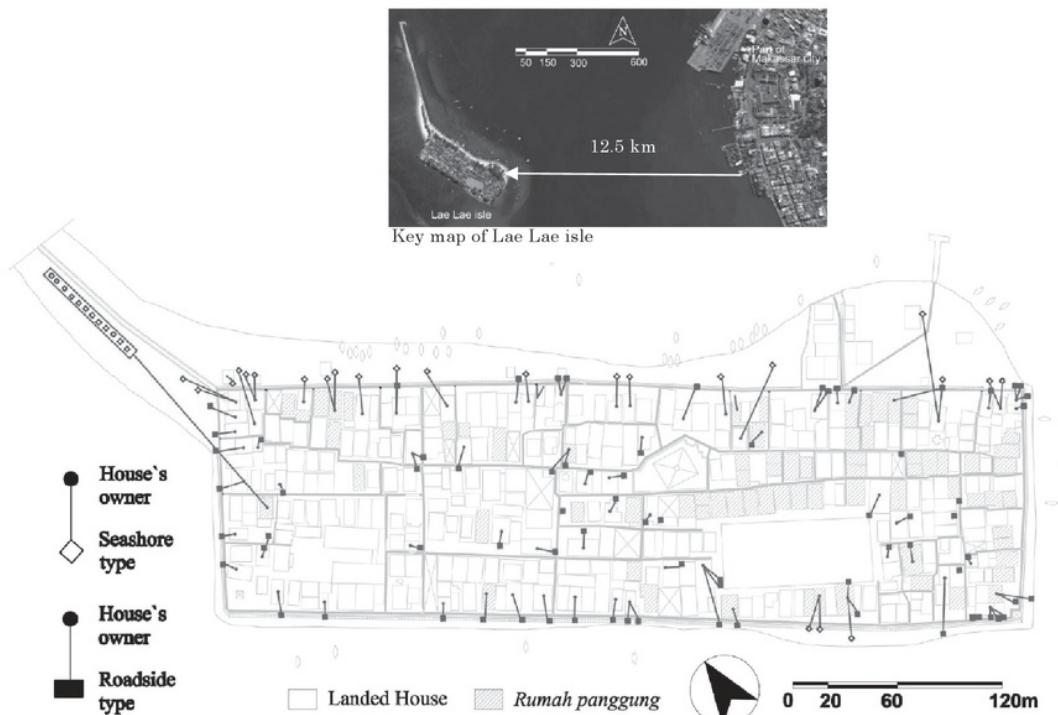 N
50 150 300 600
Part of
Makassar city
12.5 km
Lae Lae isle
Key map of Lae Lae isle
House`s
owner
Seashore
type
House`s
owner
Roadside
type
Landed House
Rumah panggung
0 20 60 120m